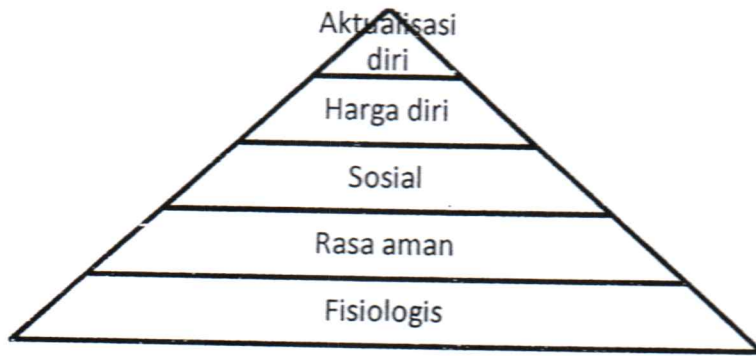 Aktualisasi
diri
Harga diri
Sosial
Rasa aman
Fisiologis